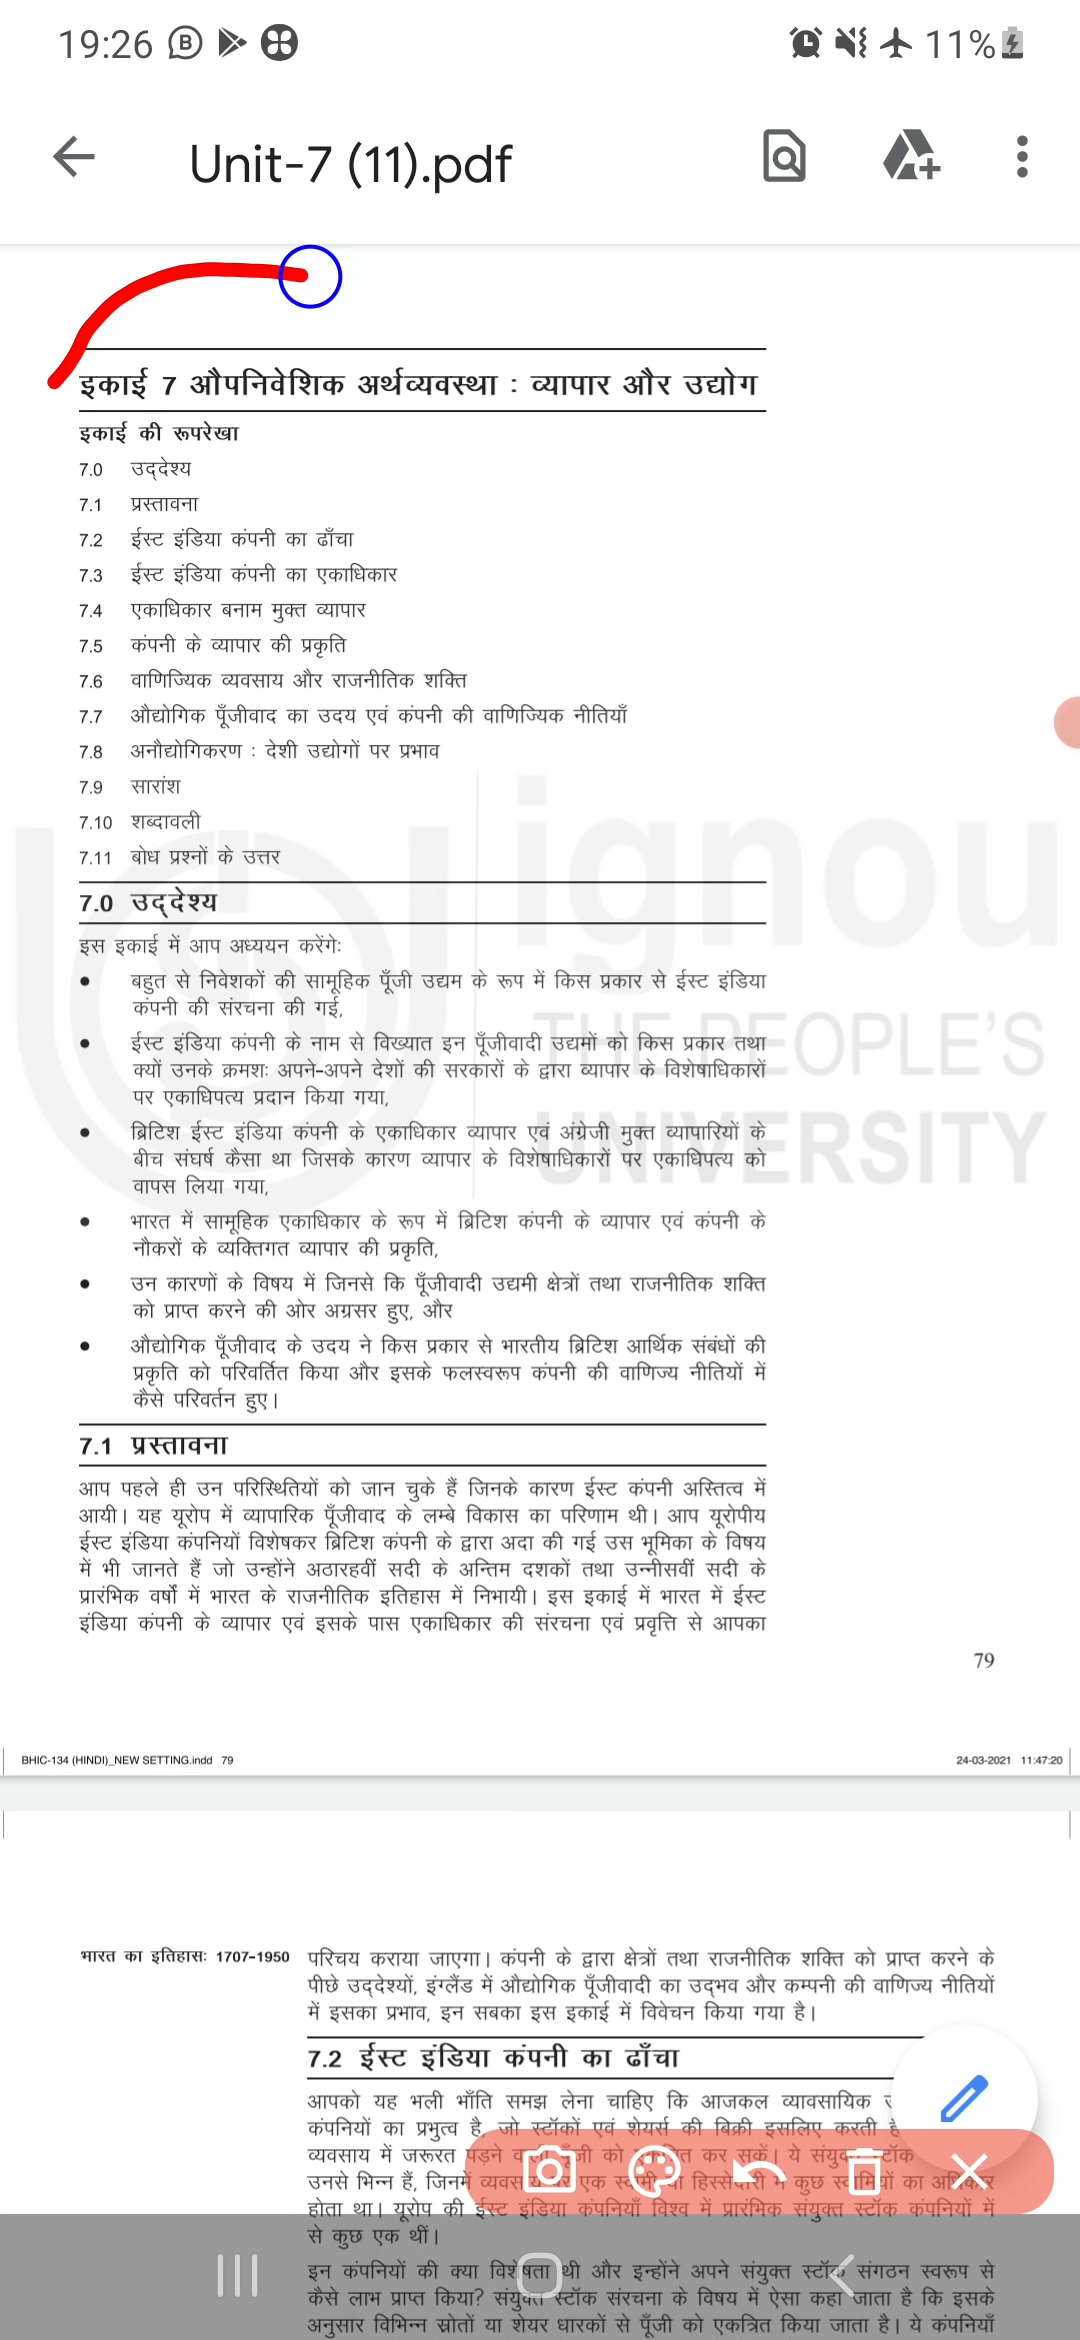 19:26
11%
Unit-7 (11).pdf
इकाई 7 औपनिवेशिक अर्थव्यवस्था : व्यापार और उद्योग
इकाई की रूपरेखा
7.0 उद्देश्य
7.1 प्रस्तावना
7.2 ईस्ट इंडिया कंपनी का ढाँचा
7.3 ईस्ट इंडिया कंपनी का एकाधिकार
7.4 एकाधिकार बनाम मुक्त व्यापार
7.5 कंपनी के व्यापार की प्रकृति
7.6 वाणिज्यिक व्यवसाय और राजनीतिक शक्ति
7.7 औद्योगिक पूँजीवाद का उदय एवं कंपनी की वाणिज्यिक नीतियाँ
7.8 अनौद्योगिकरण : देशी उद्योगों पर प्रभाव
7.9 सारांश
7.10 शब्दावली
7.11 बोध प्रश्नों के उत्तर
ignou
THE PEOPLE'S
UNIVERSITY
7.0 उद्देश्य
इस इकाई में आप अध्ययन करेंगेः
• बहुत से निवेशकों की सामूहिक पूँजी उद्यम के रूप में किस प्रकार से ईस्ट इंडिया
कंपनी की संरचना की गई,
• ईस्ट इंडिया कंपनी के नाम से विख्यात इन पूँजीवादी उद्यमों को किस प्रकार तथा
क्यों उनके क्रमशः अपने-अपने देशों की सरकारों के द्वारा व्यापार के विशेषाधिकारों
पर एकाधिपत्य प्रदान किया गया,
• ब्रिटिश ईस्ट इंडिया कंपनी के एकाधिकार व्यापार एवं अंग्रेजी मुक्त व्यापारियों के
बीच संघर्ष कैसा था जिसके कारण व्यापार के विशेषाधिकारों पर एकाधिपत्य को
वापस लिया गया,
• भारत में सामूहिक एकाधिकार के रूप में ब्रिटिश कंपनी के व्यापार एवं कंपनी के
नौकरों के व्यक्तिगत व्यापार की प्रकृति,
• उन कारणों के विषय में जिनसे कि पूँजीवादी उद्यमी क्षेत्रों तथा राजनीतिक शक्ति
को प्राप्त करने की ओर अग्रसर हुए, और
• औद्योगिक पूँजीवाद के उदय ने किस प्रकार से भारतीय ब्रिटिश आर्थिक संबंधों की
प्रकृति को परिवर्तित किया और इसके फलस्वरूप कंपनी की वाणिज्य नीतियों में
कैसे परिवर्तन हुए।
7.1 प्रस्तावना
आप पहले ही उन परिस्थितियों को जान चुके हैं जिनके कारण ईस्ट कंपनी अस्तित्व में
आयी। यह यूरोप में व्यापारिक पूँजीवाद के लम्बे विकास का परिणाम थी। आप यूरोपीय
ईस्ट इंडिया कंपनियों विशेषकर ब्रिटिश कंपनी के द्वारा अदा की गई उस भूमिका के विषय
में भी जानते हैं जो उन्होंने अठारहवीं सदी के अन्तिम दशकों तथा उन्नीसवीं सदी के
प्रारंभिक वर्षों में भारत के राजनीतिक इतिहास में निभायी। इस इकाई में भारत में ईस्ट
इंडिया कंपनी के व्यापार एवं इसके पास एकाधिकार की संरचना एवं प्रवृत्ति से आपका
79
BHIC-134 (HINDI)_NEW SETTING.indd 79
24-03-2021 11:47:20
भारत का इतिहासः 1707-1950
परिचय कराया जाएगा। कंपनी के द्वारा क्षेत्रों तथा राजनीतिक शक्ति को प्राप्त करने के
पीछे उद्देश्यों, इंग्लैंड में औद्योगिक पूँजीवादी का उद्भव और कम्पनी की वाणिज्य नीतियों
में इसका प्रभाव, इन सबका इस इकाई में विवेचन किया गया है।
7.2 ईस्ट इंडिया कंपनी का ढाँचा
आपको यह भली भाँति समझ लेना चाहिए कि आजकल व्यावसायिक
कंपनियों का प्रभुत्व है, जो स्टॉकों एवं शेयर्स की बिक्री इसलिए करती
व्यवसाय में जरूरत पड़ने वाली पूँजी को एकत्रित कर सकें। ये संयुक्त स्टॉक
उनसे भिन्न हैं, जिनमें व्यवसाय पर एक स्वामी या हिस्सेदारी में कुछ स्वामियों का अधिकार
होता था। यूरोप की ईस्ट इंडिया कंपनियाँ विश्व में प्रारंभिक संयुक्त स्टॉक कंपनियों में
से कुछ एक थीं।
इन कंपनियों की क्या विशेषता थी और इन्होंने अपने संयुक्त स्टॉक संगठन स्वरूप से
कैसे लाभ प्राप्त किया? संयुक्त स्टॉक संरचना के विषय में ऐसा कहा जाता है कि इसके
अनुसार विभिन्न स्रोतों या शेयर धारकों से पूँजी को एकत्रित किया जाता है। ये कंपनियाँ